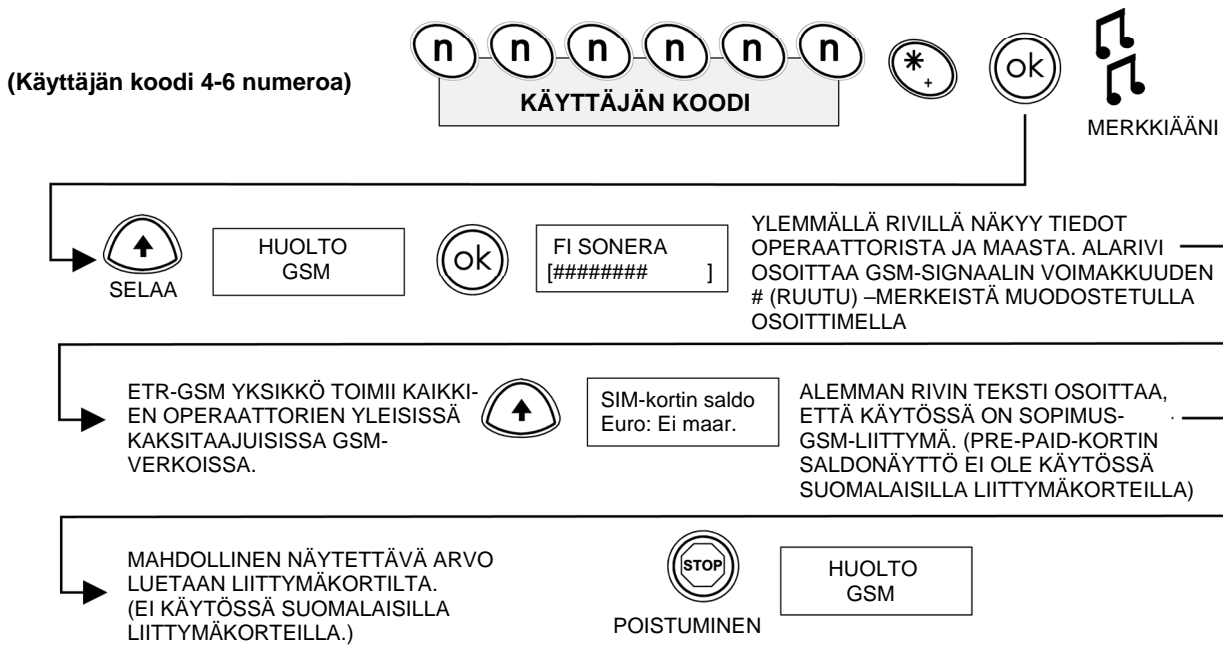 n n n n n n * + ok
(Käyttäjän koodi 4-6 numeroa)
KÄYTTÄJÄN KOODI
MERKKIÄÄNI
SELAA
HUOLTO
GSM
ok
FI SONERA
[######## ]
YLEMMÄLLÄ RIVILLÄ NÄKYY TIEDOT
OPERAATTORISTA JA MAASTA. ALARIVI
OSOITTAA GSM-SIGNAALIN VOIMAKKUUDEN
# (RUUTU) –MERKEISTÄ MUODOSTETULLA
OSOITTIMELLA
ETR-GSM YKSIKKÖ TOIMII KAIKKI-
EN OPERAATTORIEN YLEISISSÄ
KAKSITAAJUISISSA GSM-
VERKOISSA.
SIM-kortin saldo
Euro: Ei maar.
ALEMMAN RIVIN TEKSTI OSOITTAA,
ETTÄ KÄYTÖSSÄ ON SOPIMUS-
GSM-LIITTYMÄ. (PRE-PAID-KORTIN
SALDONÄYTTÖ EI OLE KÄYTÖSSÄ
SUOMALAISILLA LIITTYMÄKORTEILLA)
MAHDOLLINEN NÄYTETTÄVÄ ARVO
LUETAAN LIITTYMÄKORTILTA.
(EI KÄYTÖSSÄ SUOMALAISILLA
LIITTYMÄKORTEILLA.)
STOP
POISTUMINEN
HUOLTO
GSM